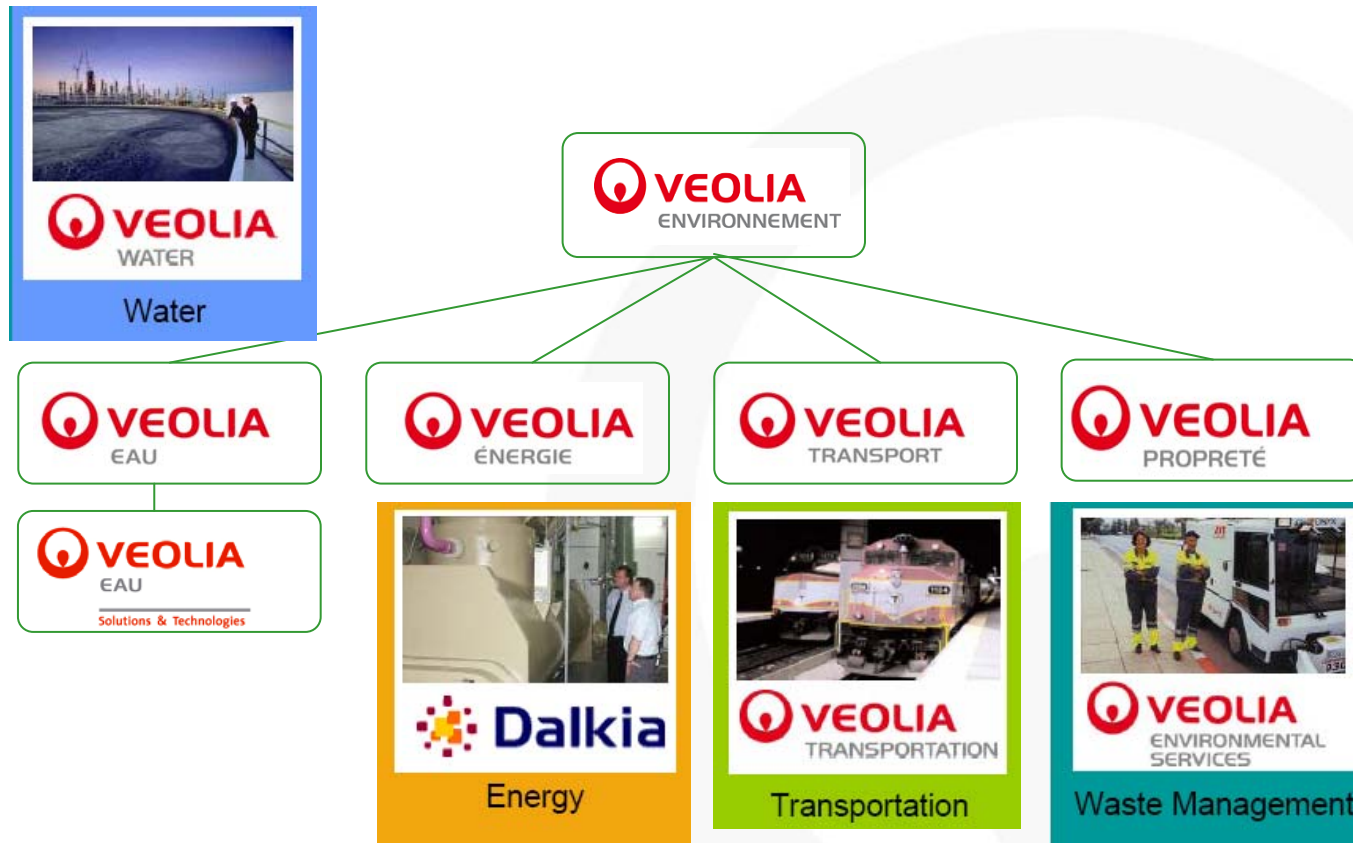 VEOLIA
WATER
Water
VEOLIA
ENVIRONNEMENT
VEOLIA
EAU
VEOLIA
ÉNERGIE
VEOLIA
TRANSPORT
VEOLIA
PROPRETÉ
VEOLIA
EAU
Solutions & Technologies
Dalkia
Energy
VEOLIA
TRANSPORTATION
Transportation
VEOLIA
ENVIRONMENTAL
SERVICES
Waste Management